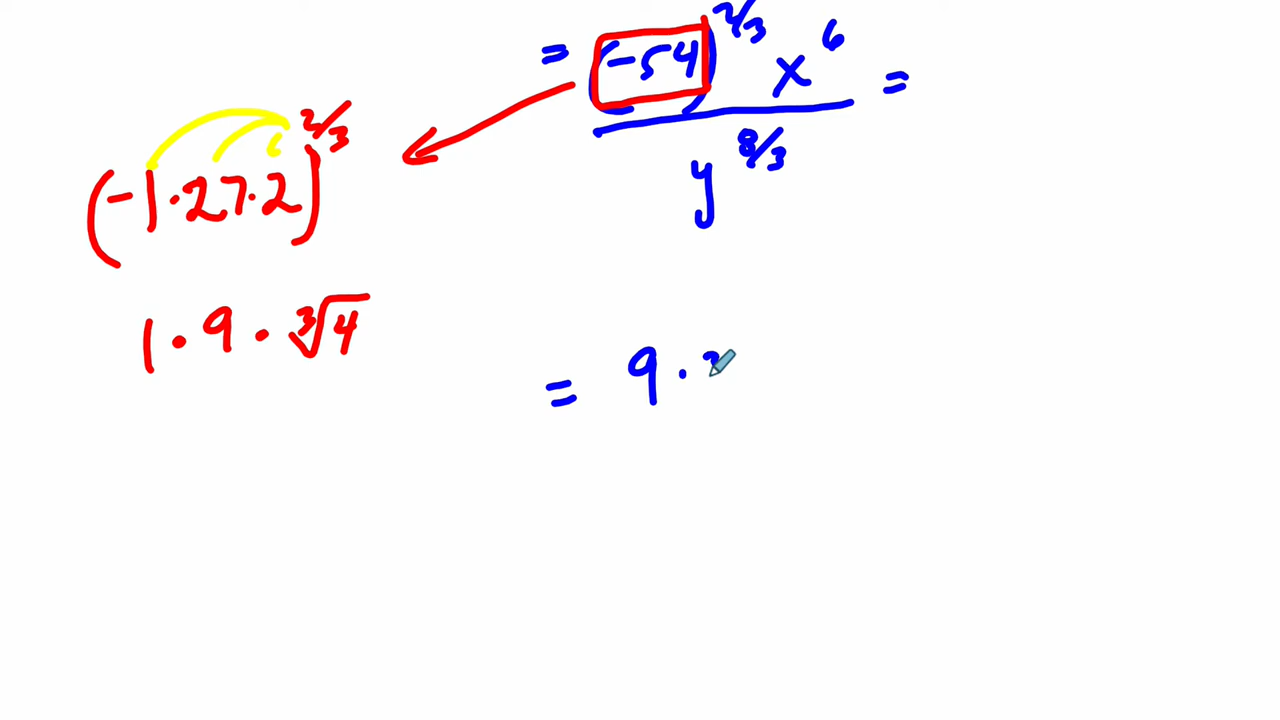 = (-54)^2/3 x^6 / y^8/3 =
(-1·27·2)^2/3
1·9·∛4
= 9·